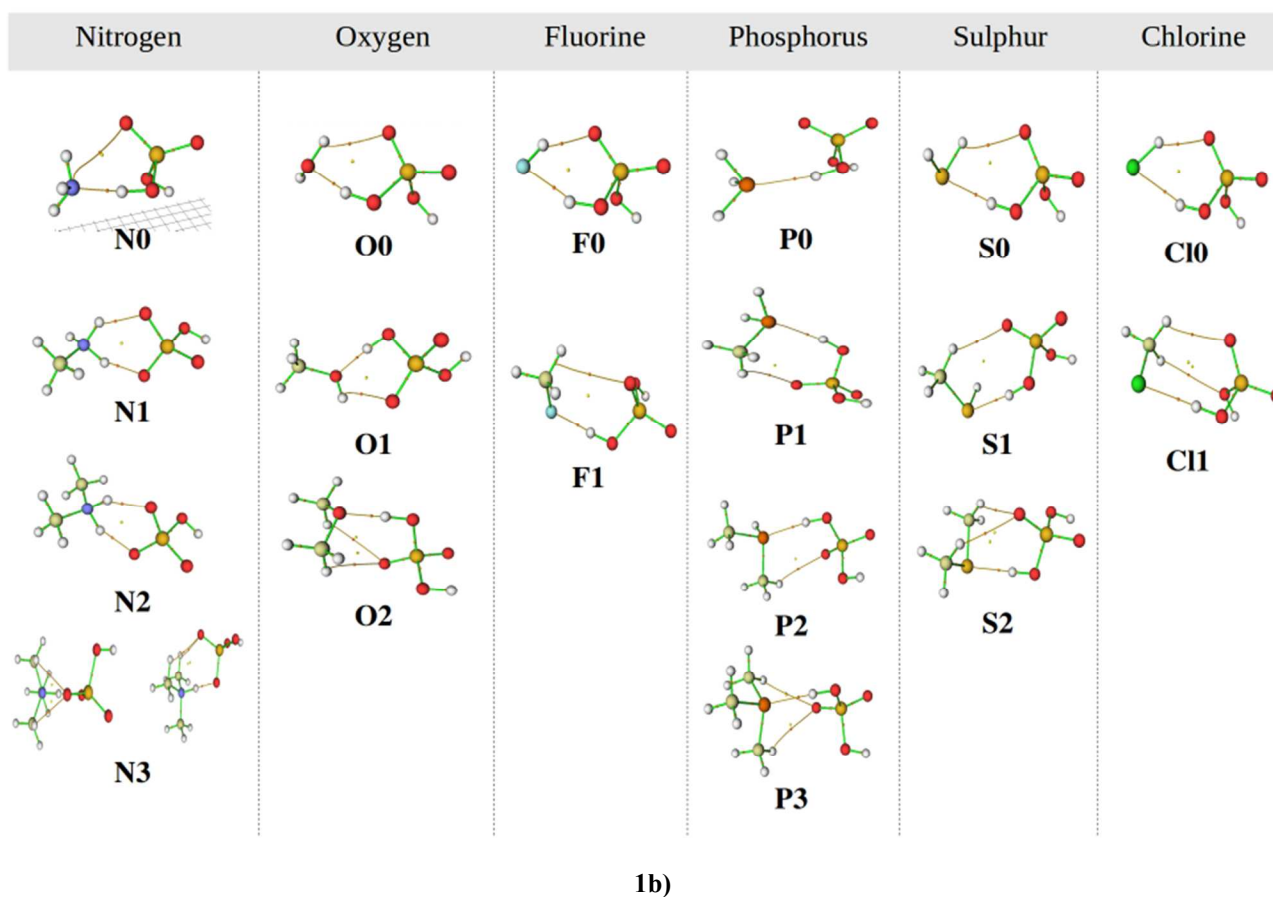 Nitrogen Oxygen Fluorine Phosphorus Sulphur Chlorine
N0 O0 F0 P0 S0 Cl0
N1 O1 F1 P1 S1 Cl1
N2 O2 P2 S2
N3 P3
1b)